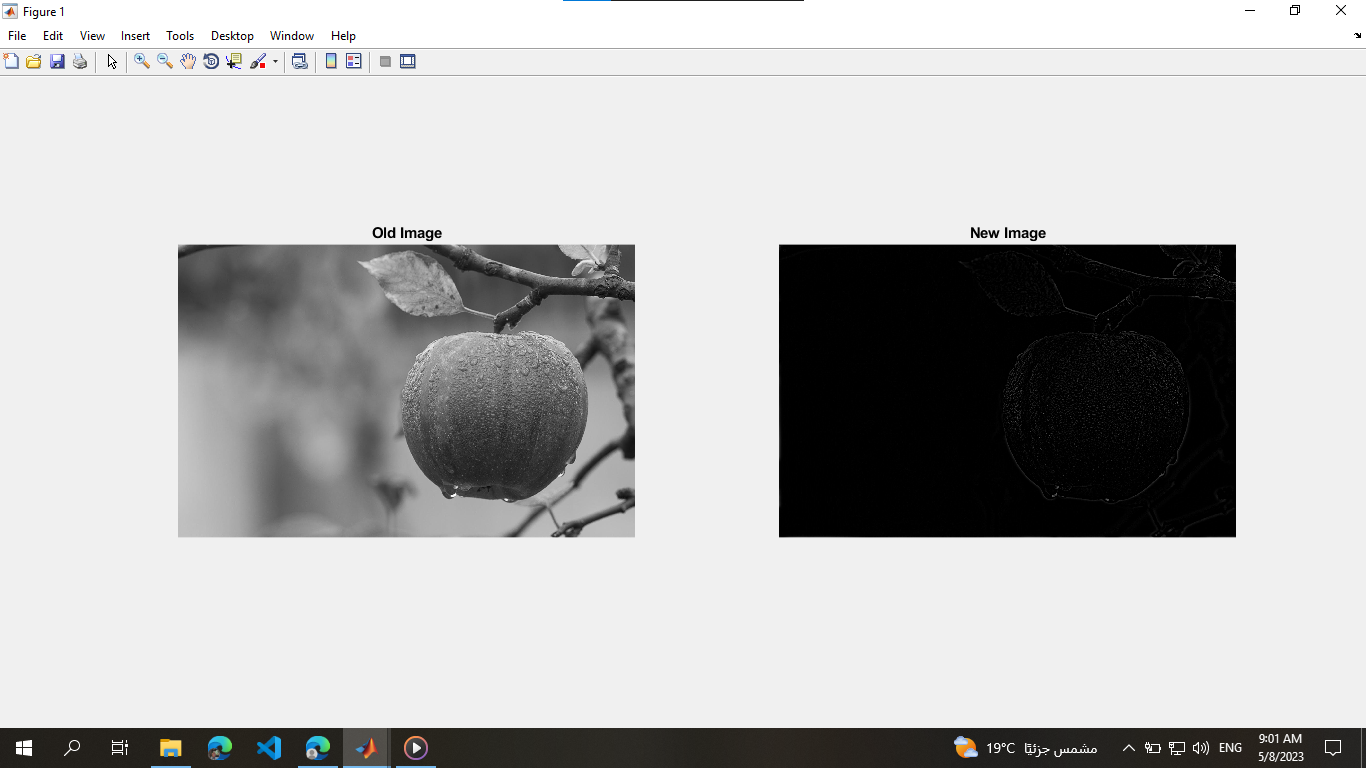 Figure 1
File Edit View Insert Tools Desktop Window Help
Old Image
New Image
19°C مشمس جزئيًا
ENG
9:01 AM
5/8/2023